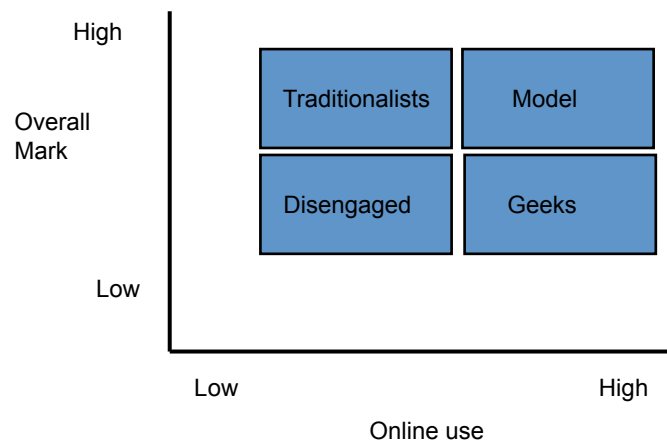 High
Traditionalists
Model
Overall
Mark
Disengaged
Geeks
Low
Low
High
Online use